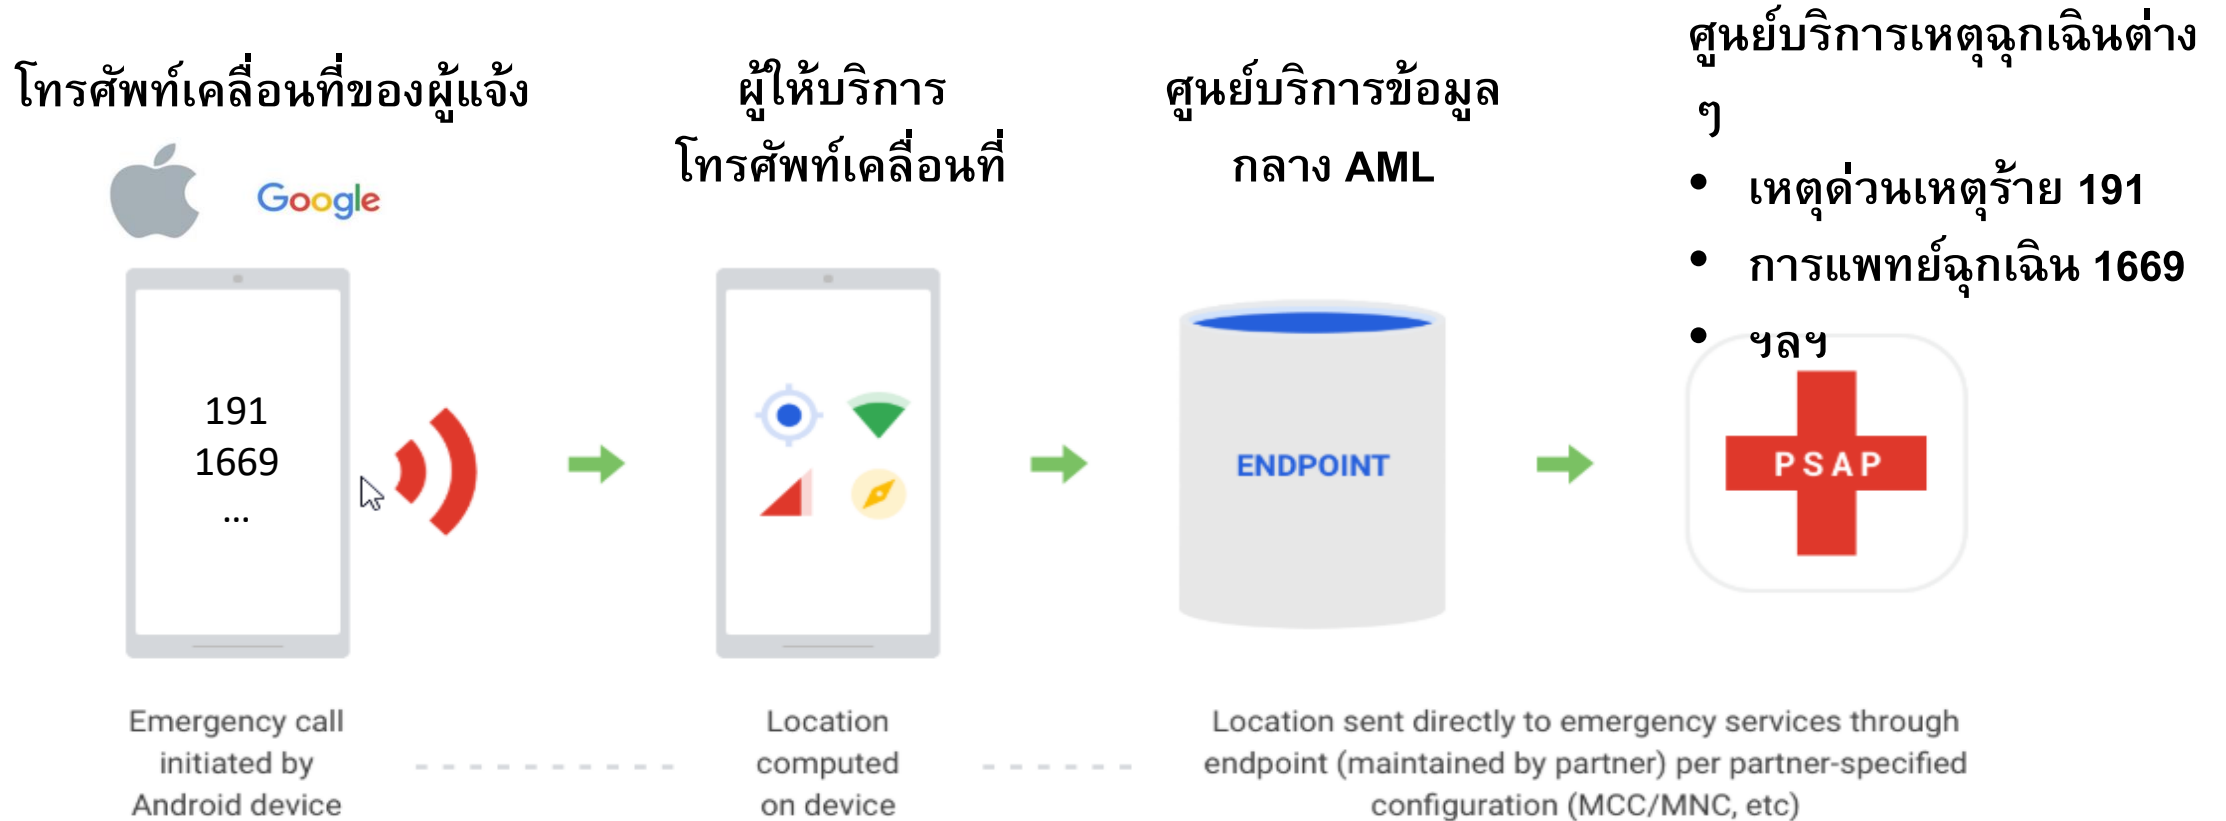 โทรศัพท์เคลื่อนที่ของผู้แจ้ง
Google
191
1669
...
Emergency call
initiated by
Android device
ผู้ให้บริการ
โทรศัพท์เคลื่อนที่
Location
computed
on device
ศูนย์บริการข้อมูล
กลาง AML
ENDPOINT
ศูนย์บริการเหตุฉุกเฉินต่าง
ๆ
• เหตุด่วนเหตุร้าย 191
• การแพทย์ฉุกเฉิน 1669
• ฯลฯ
PSAP
Location sent directly to emergency services through
endpoint (maintained by partner) per partner-specified
configuration (MCC/MNC, etc)